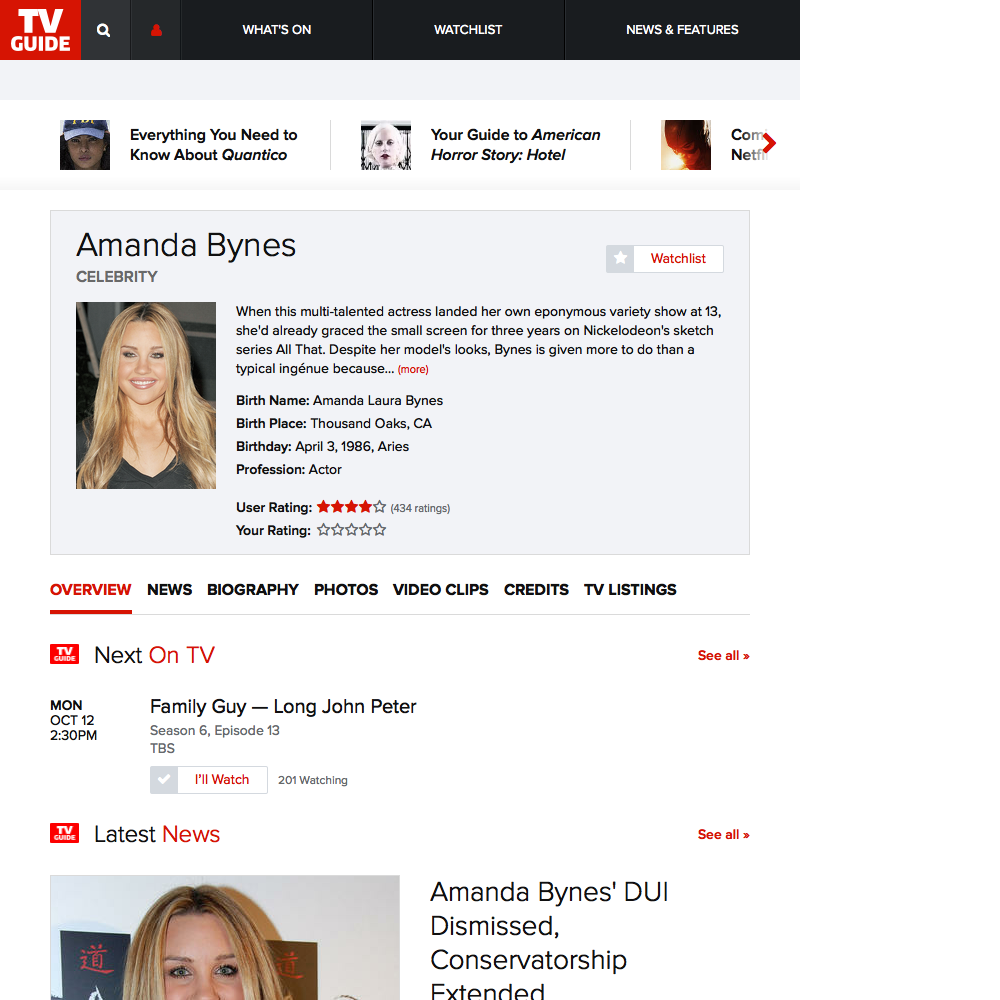 TV
GUIDE
WHAT'S ON
WATCHLIST
NEWS & FEATURES
Everything You Need to
Know About Quantico
Your Guide to American
Horror Story: Hotel
Amanda Bynes
CELEBRITY
Watchlist
When this multi-talented actress landed her own eponymous variety show at 13,
she'd already graced the small screen for three years on Nickelodeon's sketch
series All That. Despite her model's looks, Bynes is given more to do than a
typical ingénue because... (more)
Birth Name: Amanda Laura Bynes
Birth Place: Thousand Oaks, CA
Birthday: April 3, 1986, Aries
Profession: Actor
User Rating: (434 ratings)
Your Rating:
OVERVIEW NEWS BIOGRAPHY PHOTOS VIDEO CLIPS CREDITS TV LISTINGS
TV
GUIDE
Next On TV
See all »
MON
OCT 12
2:30PM
Family Guy — Long John Peter
Season 6, Episode 13
TBS
I'll Watch
201 Watching
TV
GUIDE
Latest News
See all »
道
道
Amanda Bynes' DUI
Dismissed,
Conservatorship
Extended